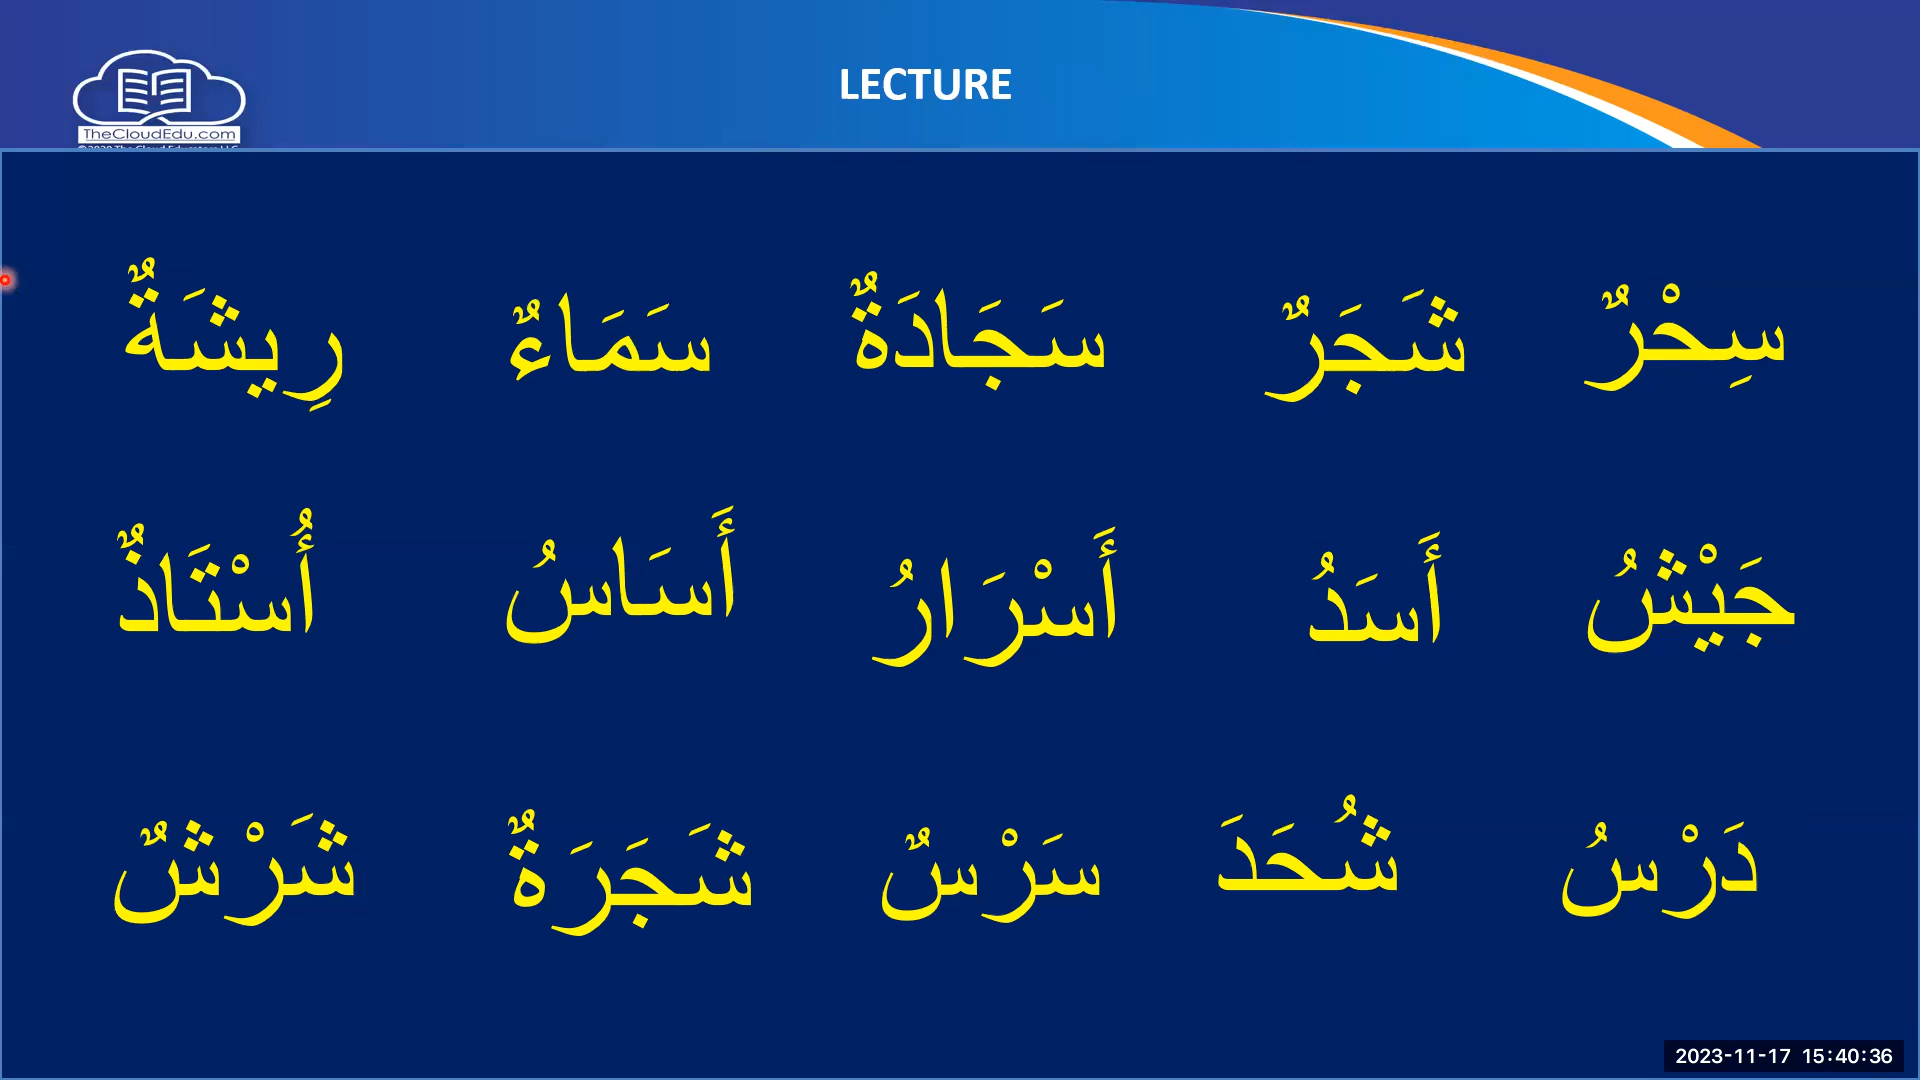 LECTURE
TheCloudEdu.com
سِحْرٌ شَجَرٌ سَجَادَةٌ سَمَاءٌ رِيشَةٌ
جَيْشُ أَسَدُ أَسْرَارُ أَسَاسُ أُسْتَاذٌ
دَرْسُ شُحَدَ سَرْسٌ شَجَرَةٌ شَرْشٌ
2023-11-17 15:40:36